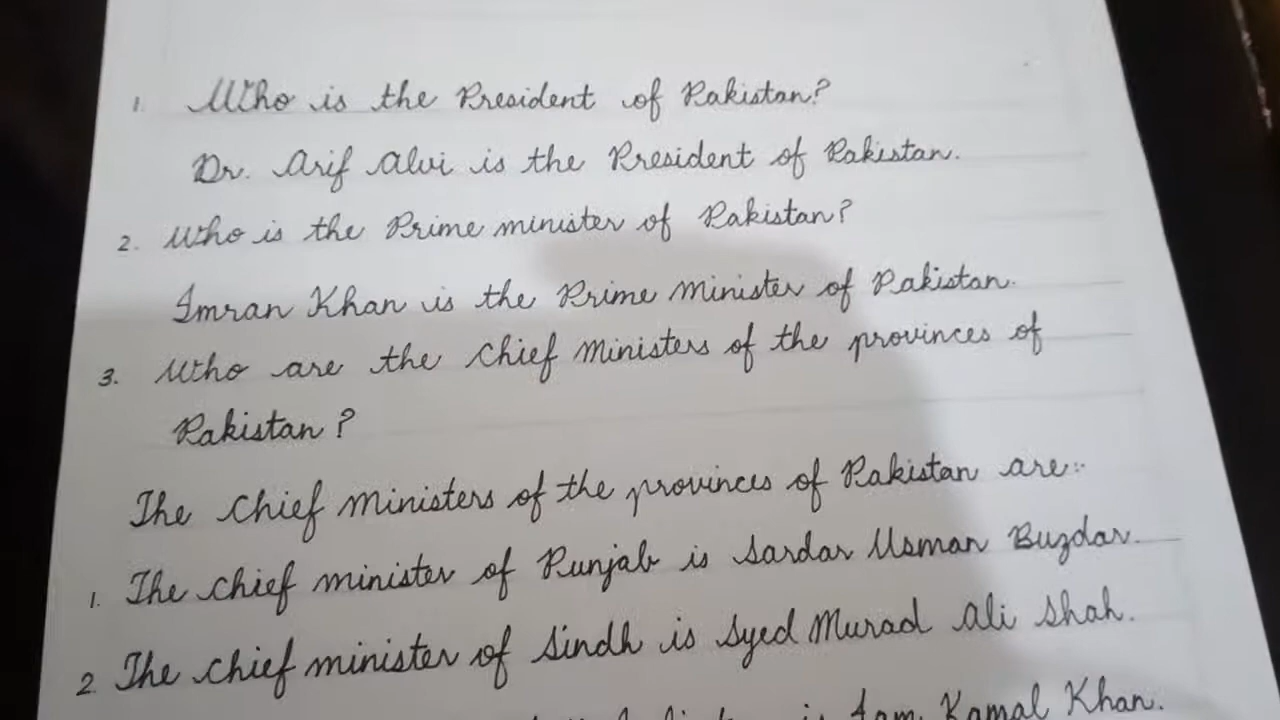 1. Who is the President of Pakistan?
Dr. Arif Alvi is the President of Pakistan.
2. Who is the Prime minister of Pakistan?
Imran Khan is the Prime Minister of Pakistan.
3. Who are the Chief Ministers of the provinces of
Pakistan?
The Chief Ministers of the provinces of Pakistan are:-
1. The Chief minister of Punjab is Sardar Usman Buzdar.
2. The Chief minister of Sindh is Syed Murad Ali Shah.
is Jam Kamal Khan.